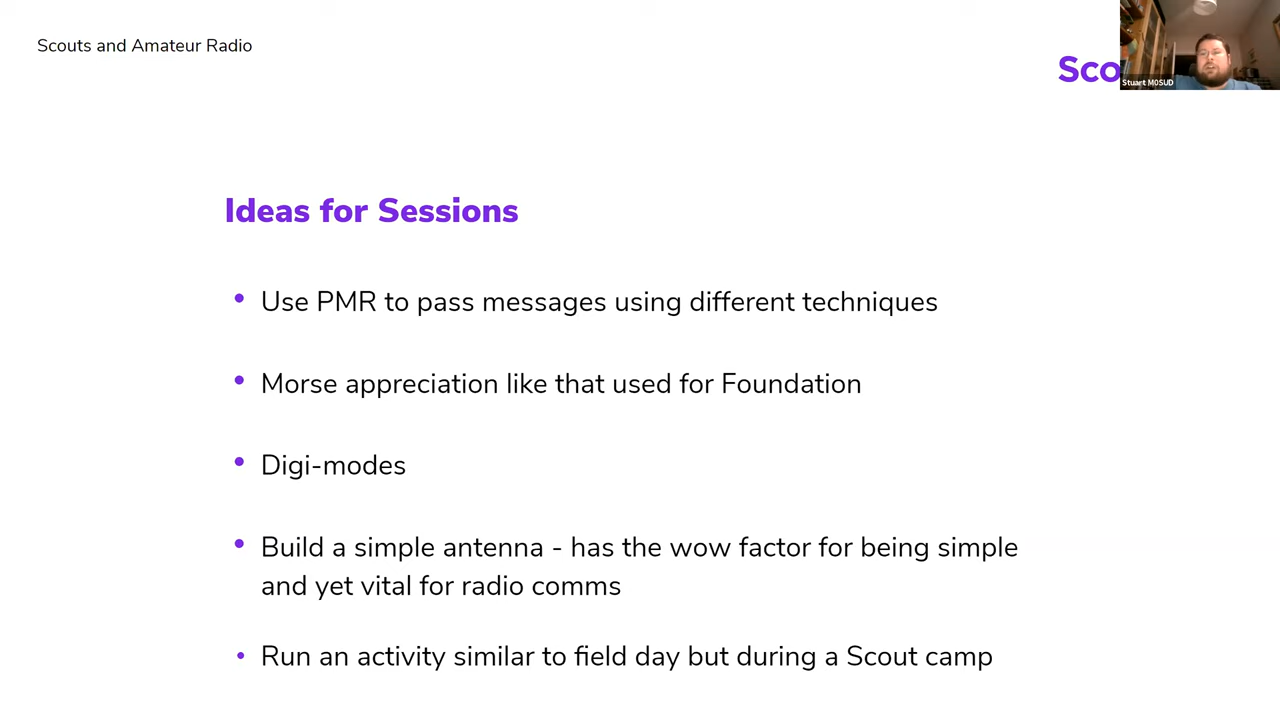 Scouts and Amateur Radio
Sco
Stuart M0SUD
Ideas for Sessions
• Use PMR to pass messages using different techniques
• Morse appreciation like that used for Foundation
• Digi-modes
• Build a simple antenna - has the wow factor for being simple
and yet vital for radio comms
• Run an activity similar to field day but during a Scout camp